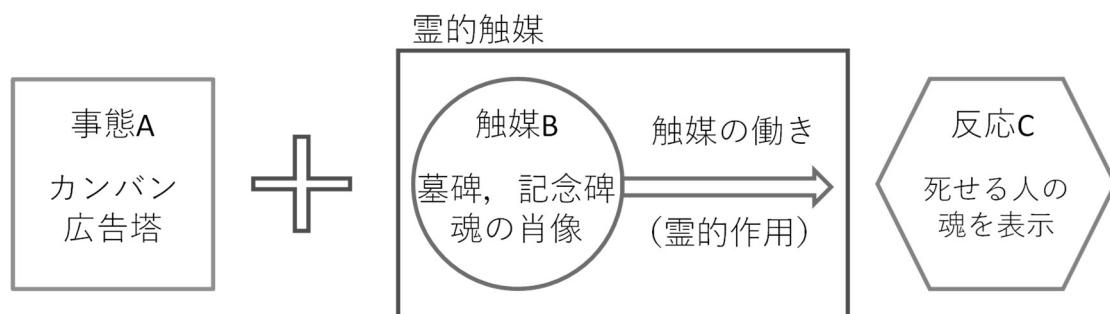 霊的触媒
事態A
カンバン
広告塔
触媒B
墓碑，記念碑
魂の肖像
触媒の働き
（霊的作用）
反応C
死せる人の
魂を表示